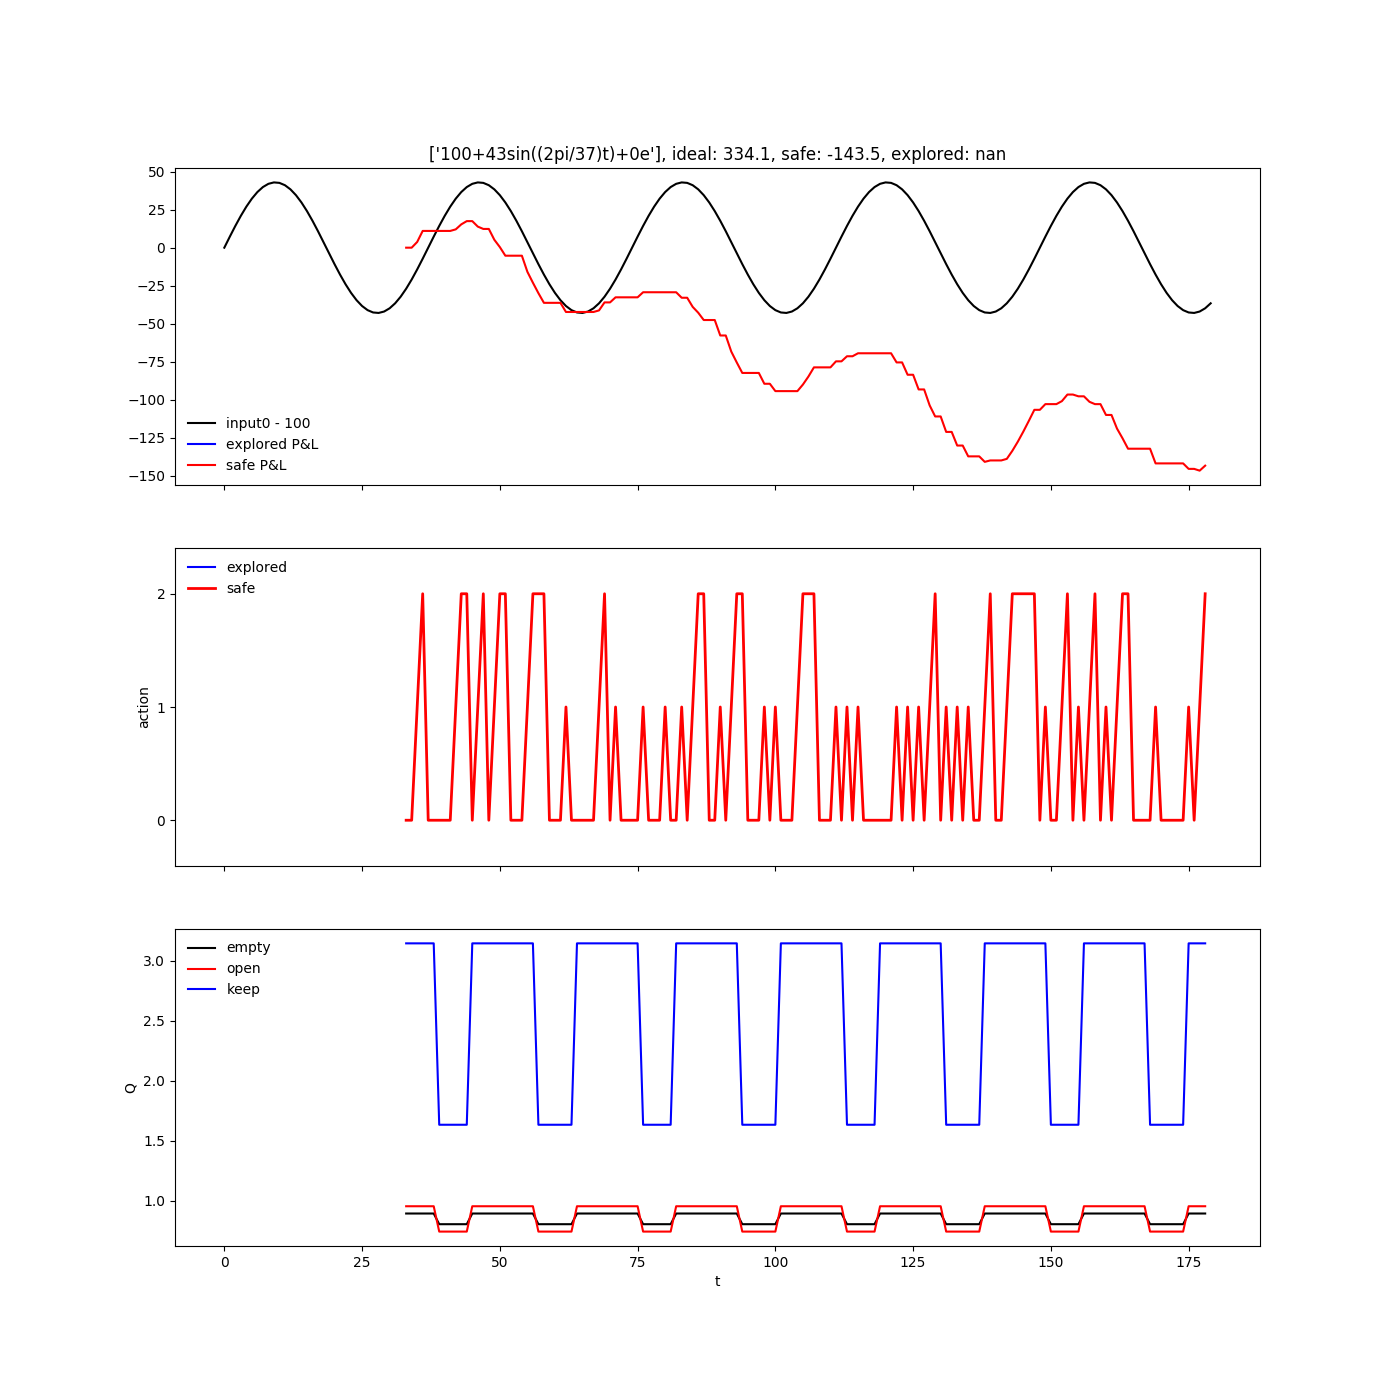 ['100+43sin((2pi/37)t)+0e'], ideal: 334.1, safe: -143.5, explored: nan
50
25
0
−25
−50
−75
−100
−125
−150
input0 - 100
explored P&L
safe P&L
explored
safe
2
1
0
action
empty
open
keep
3.0
2.5
2.0
1.5
1.0
Q
0 25 50 75 100 125 150 175
t